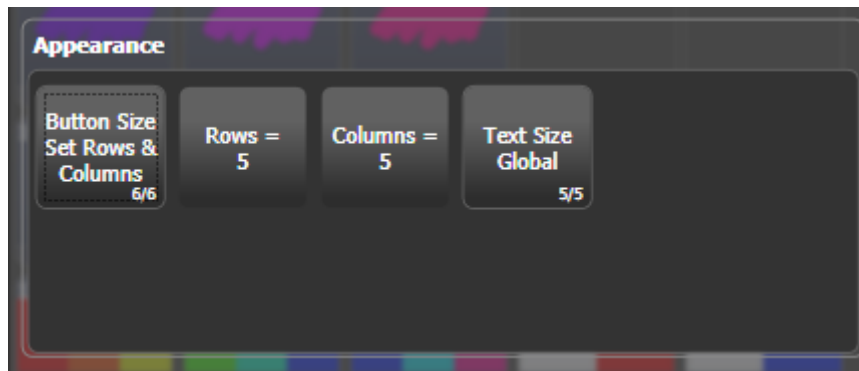 Appearance
Button Size
Set Rows &
Columns
6/6
Rows =
5
Columns =
5
Text Size
Global
5/5